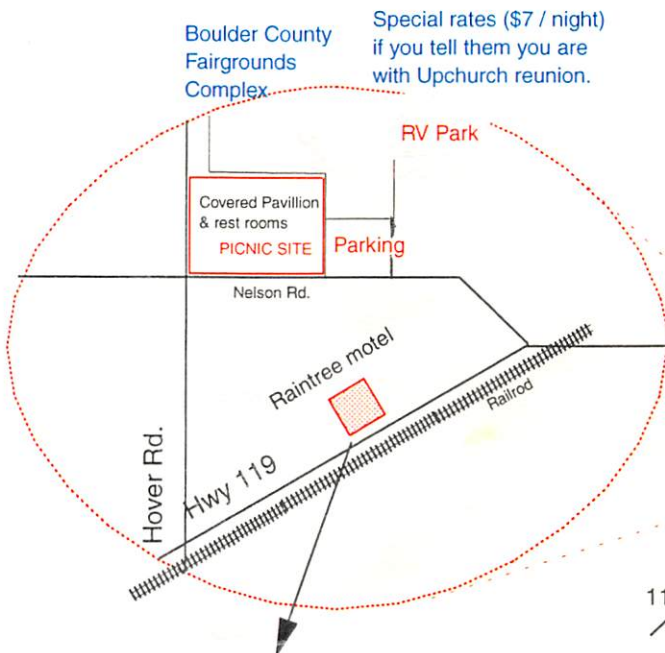 Boulder County
Fairgrounds
Complex
Special rates ($7 / night)
if you tell them you are
with Upchurch reunion.
RV Park
Covered Pavillion
& rest rooms
PICNIC SITE
Parking
Nelson Rd.
Raintree motel
Railrod
Hwy 119
Hover Rd.
11